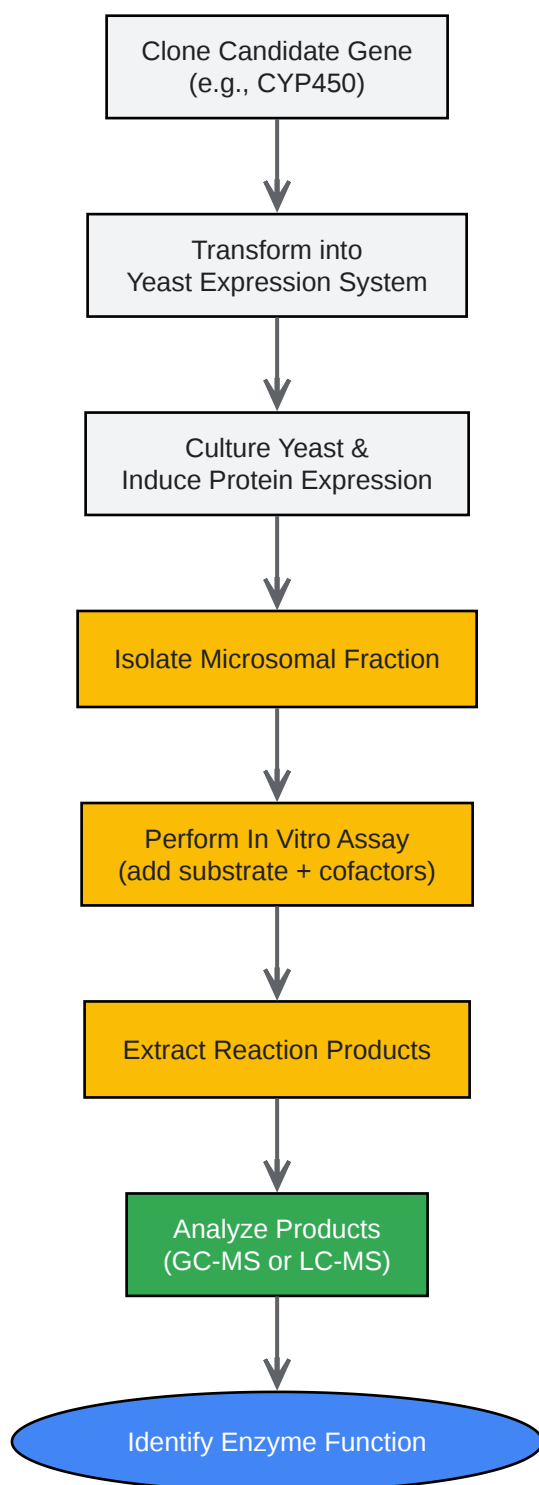 Clone Candidate Gene
(e.g., CYP450)
Transform into
Yeast Expression System
Culture Yeast &
Induce Protein Expression
Isolate Microsomal Fraction
Perform In Vitro Assay
(add substrate + cofactors)
Extract Reaction Products
Analyze Products
(GC-MS or LC-MS)
Identify Enzyme Function